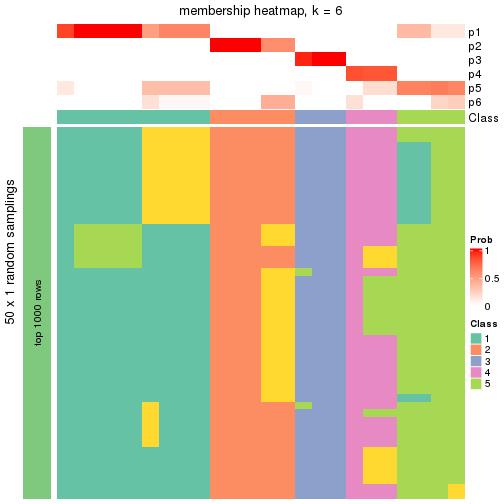 membership heatmap, k = 6
p1
p2
p3
p4
p5
p6
Class
50 x 1 random samplings
top 1000 rows
Prob
1
0.5
0
Class
1
2
3
4
5